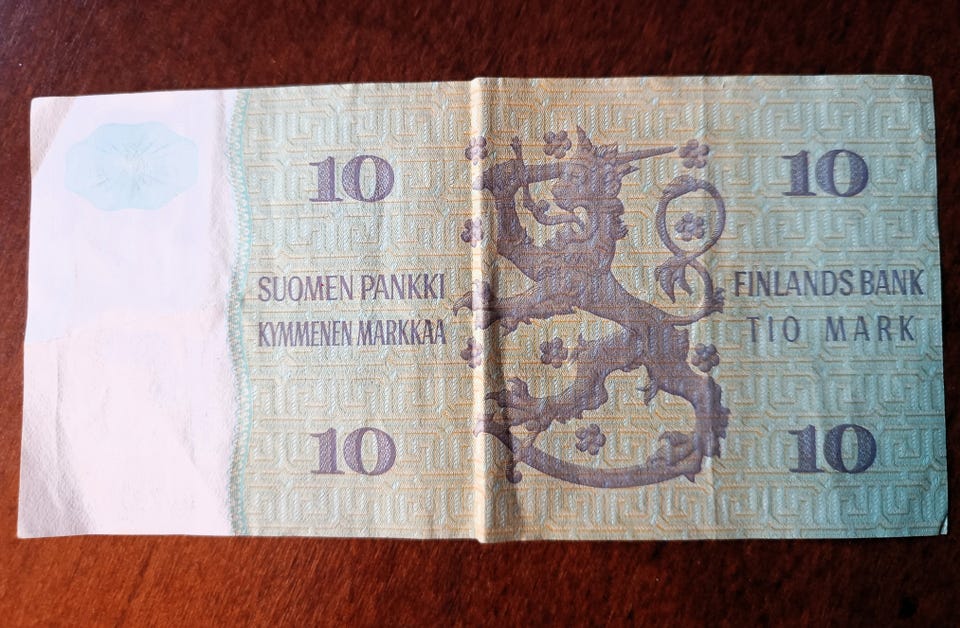 10 10
SUOMEN PANKKI
KYMMENEN MARKKAA
FINLANDS BANK
TIO MARK
10 10